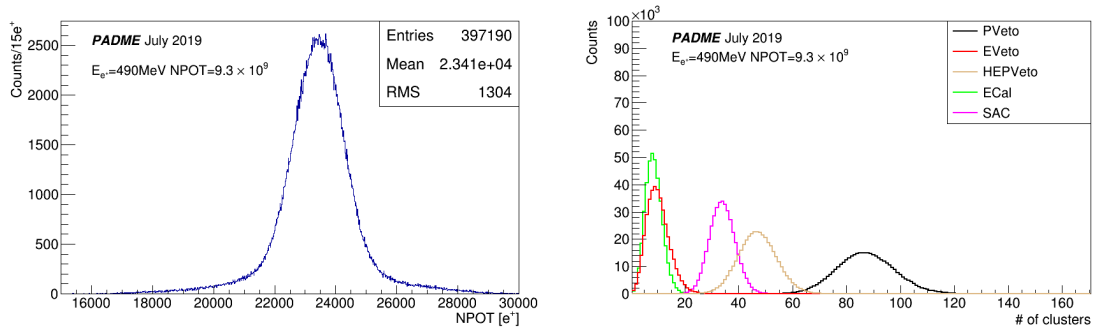 Counts/15e+
2500
2000
1500
1000
500
0
PADME July 2019
Ee+=490MeV NPOT=9.3 × 10^9
Entries 397190
Mean 2.341e+04
RMS 1304
16000 18000 20000 22000 24000 26000 28000 30000
NPOT [e+]
×10^3
Counts
100
90
80
70
60
50
40
30
20
10
0
PADME July 2019
Ee+=490MeV NPOT=9.3 × 10^9
PVeto
EVeto
HEPVeto
ECal
SAC
20 40 60 80 100 120 140 160
# of clusters